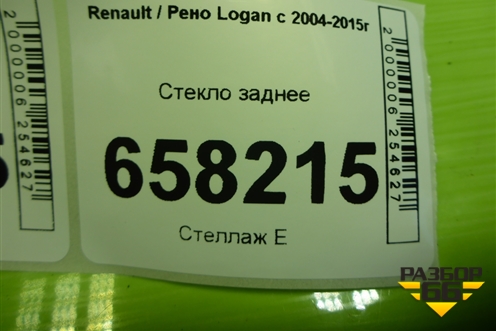 Renault / Рено Logan с 2004-2015г
Стекло заднее
658215
Стеллаж Е
2000006254627
2000006254627
РАЗБОР
66